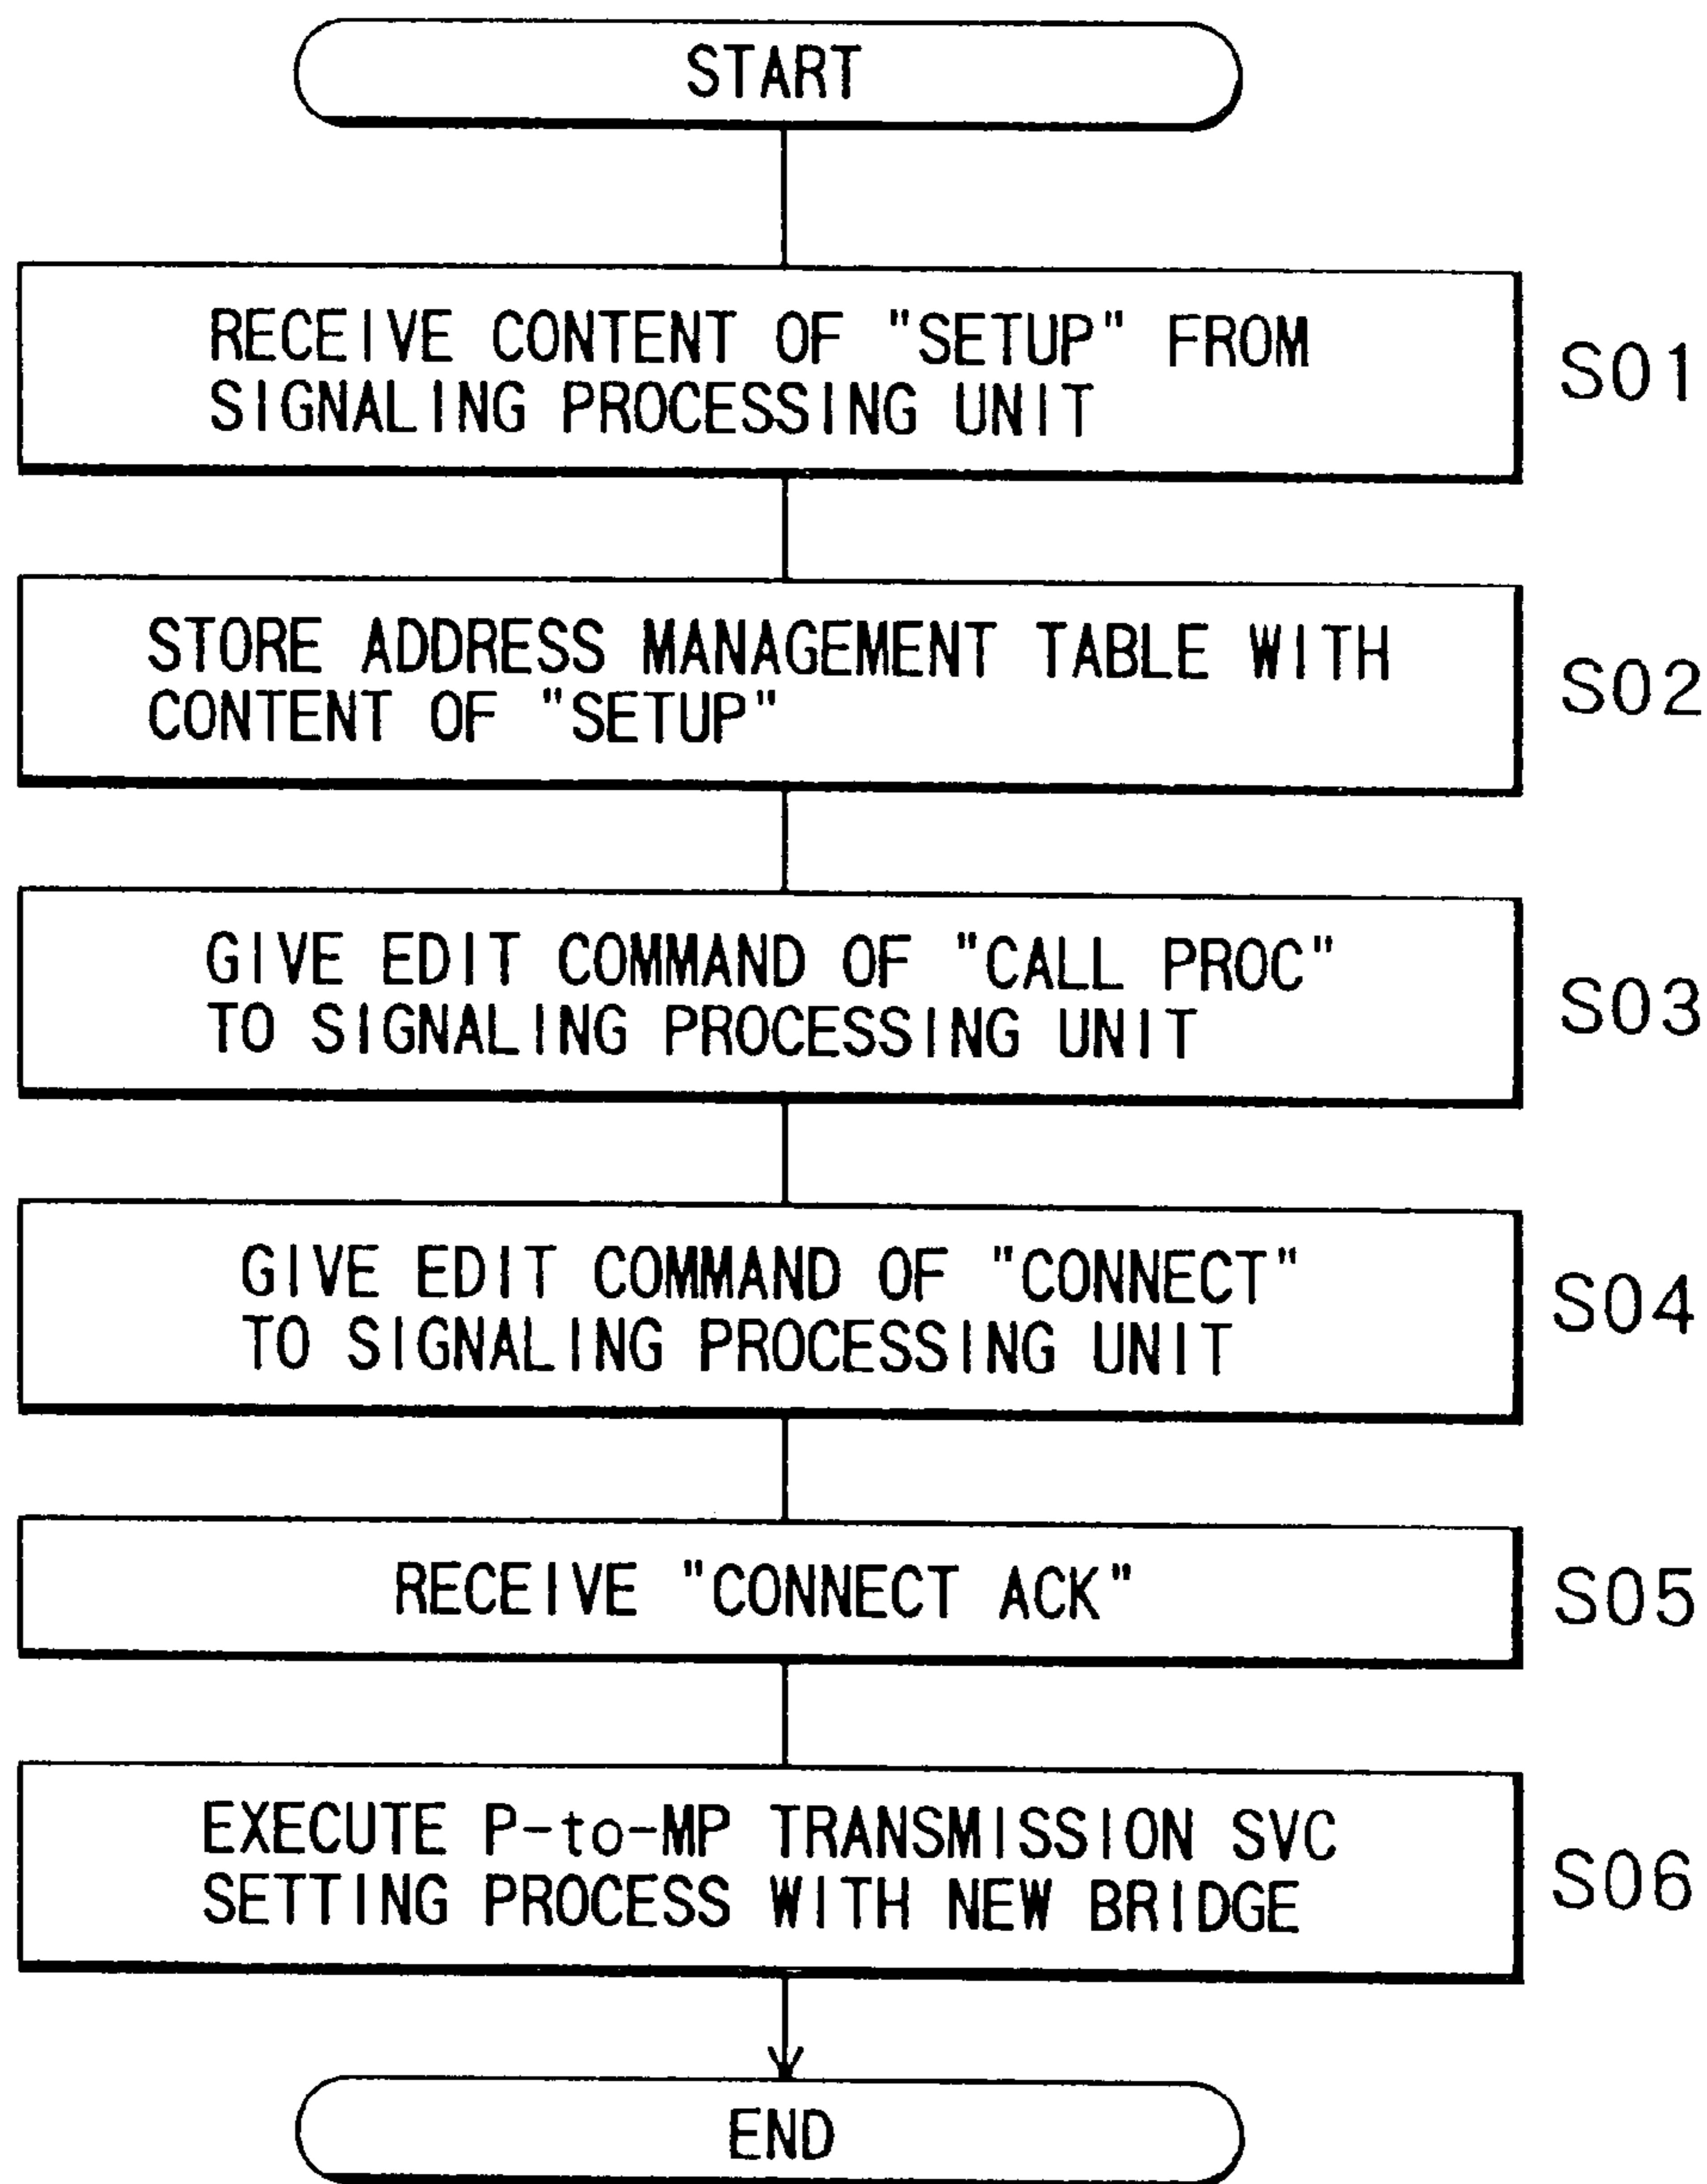 START
RECEIVE CONTENT OF "SETUP" FROM
SIGNALING PROCESSING UNIT
S01
STORE ADDRESS MANAGEMENT TABLE WITH
CONTENT OF "SETUP"
S02
GIVE EDIT COMMAND OF "CALL PROC"
TO SIGNALING PROCESSING UNIT
S03
GIVE EDIT COMMAND OF "CONNECT"
TO SIGNALING PROCESSING UNIT
S04
RECEIVE "CONNECT ACK"
S05
EXECUTE P-to-MP TRANSMISSION SVC
SETTING PROCESS WITH NEW BRIDGE
S06
END